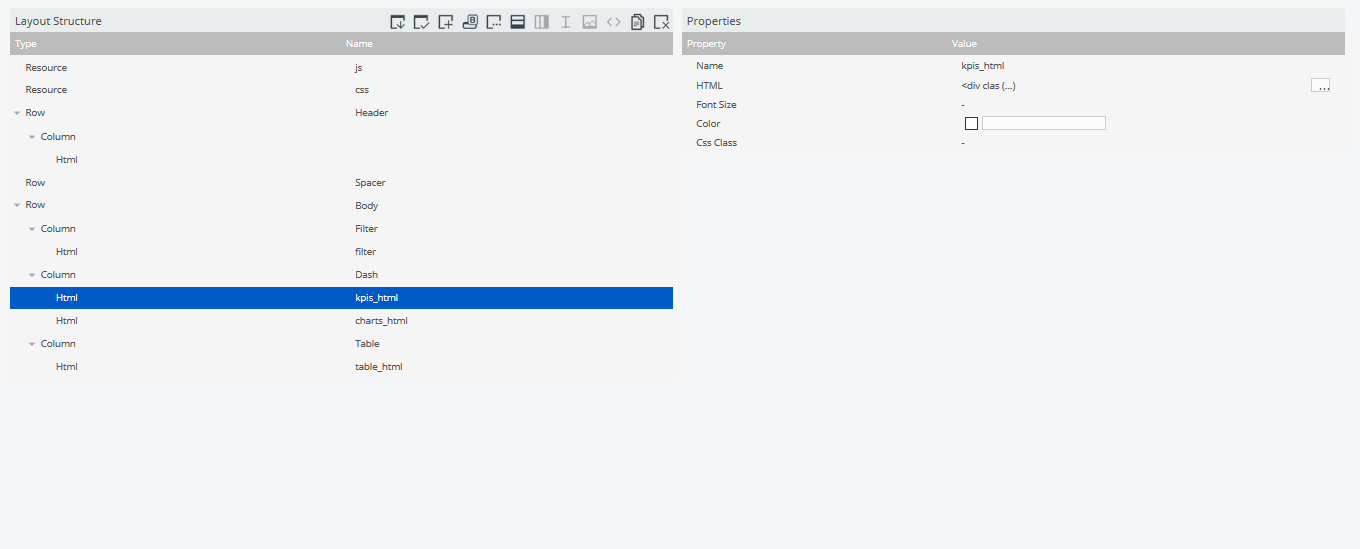 Layout Structure
Type Name
Resource js
Resource css
Row Header
Column
Html
Row Spacer
Row Body
Column Filter
Html filter
Column Dash
Html kpis_html
Html charts_html
Column Table
Html table_html
Properties
Property Value
Name kpis_html
HTML <div clas (...) ...
Font Size -
Color
Css Class -